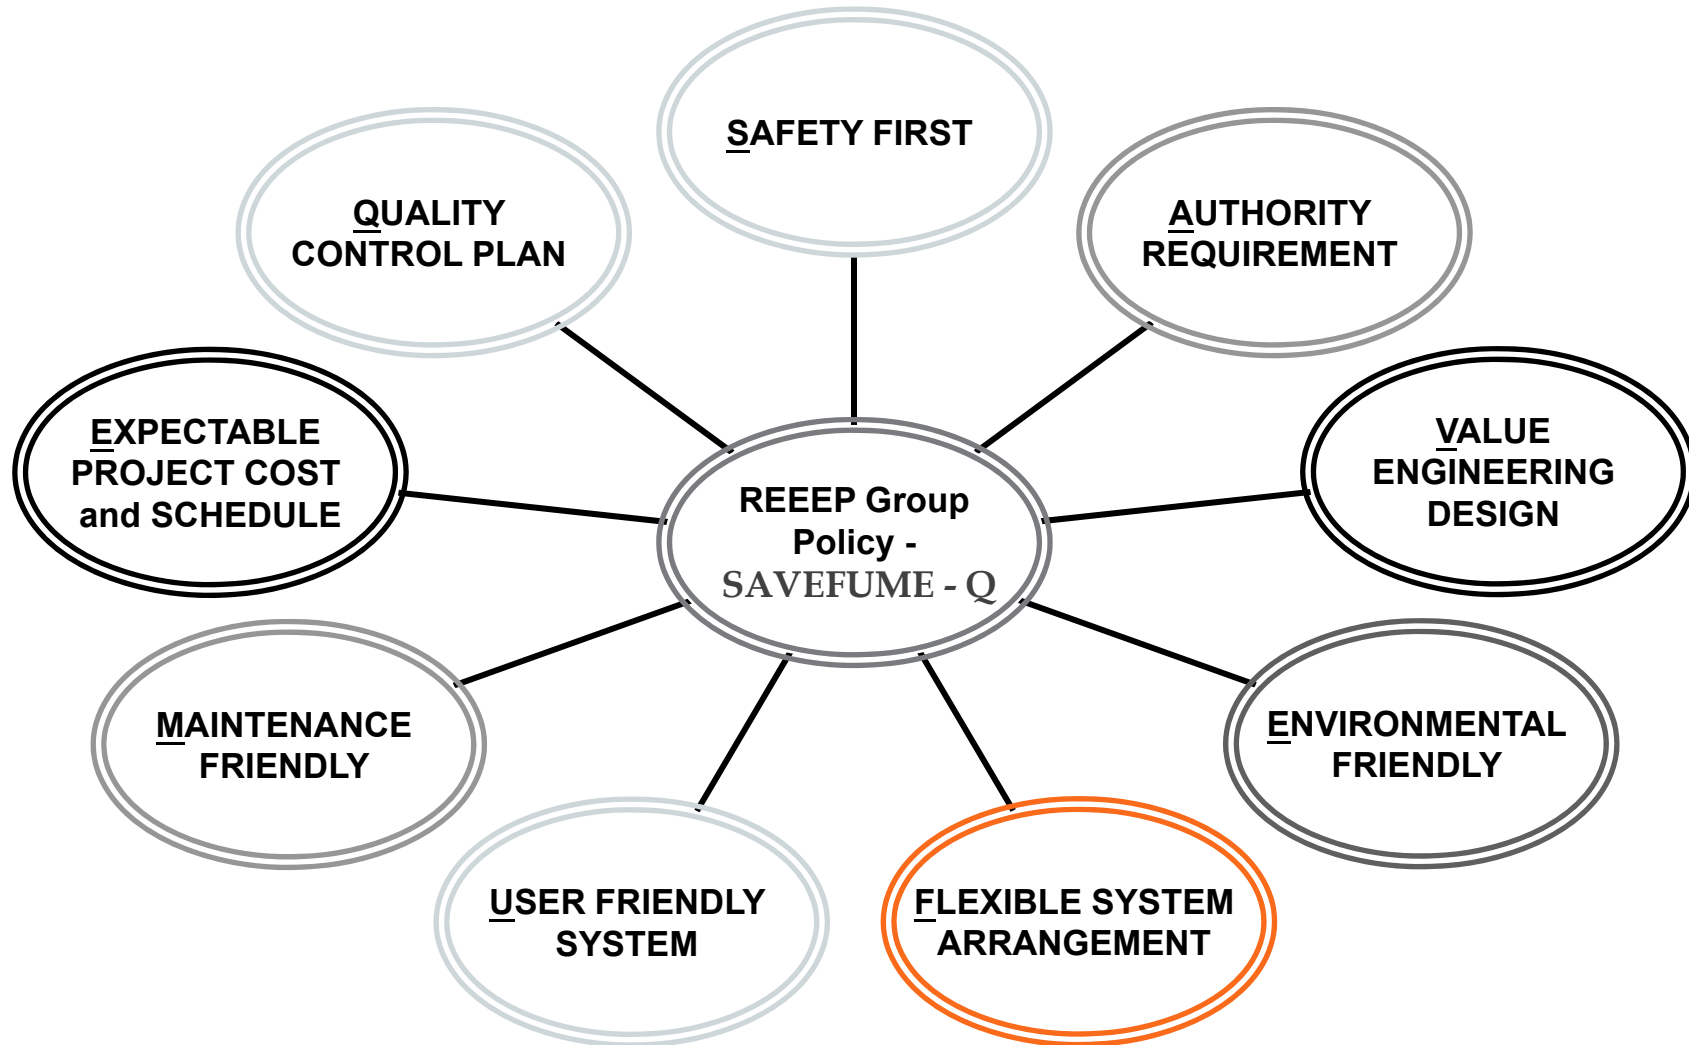 SAFETY FIRST
AUTHORITY
REQUIREMENT
VALUE
ENGINEERING
DESIGN
ENVIRONMENTAL
FRIENDLY
FLEXIBLE SYSTEM
ARRANGEMENT
USER FRIENDLY
SYSTEM
MAINTENANCE
FRIENDLY
EXPECTABLE
PROJECT COST
and SCHEDULE
QUALITY
CONTROL PLAN
REEEP Group
Policy -
SAVEFUME - Q